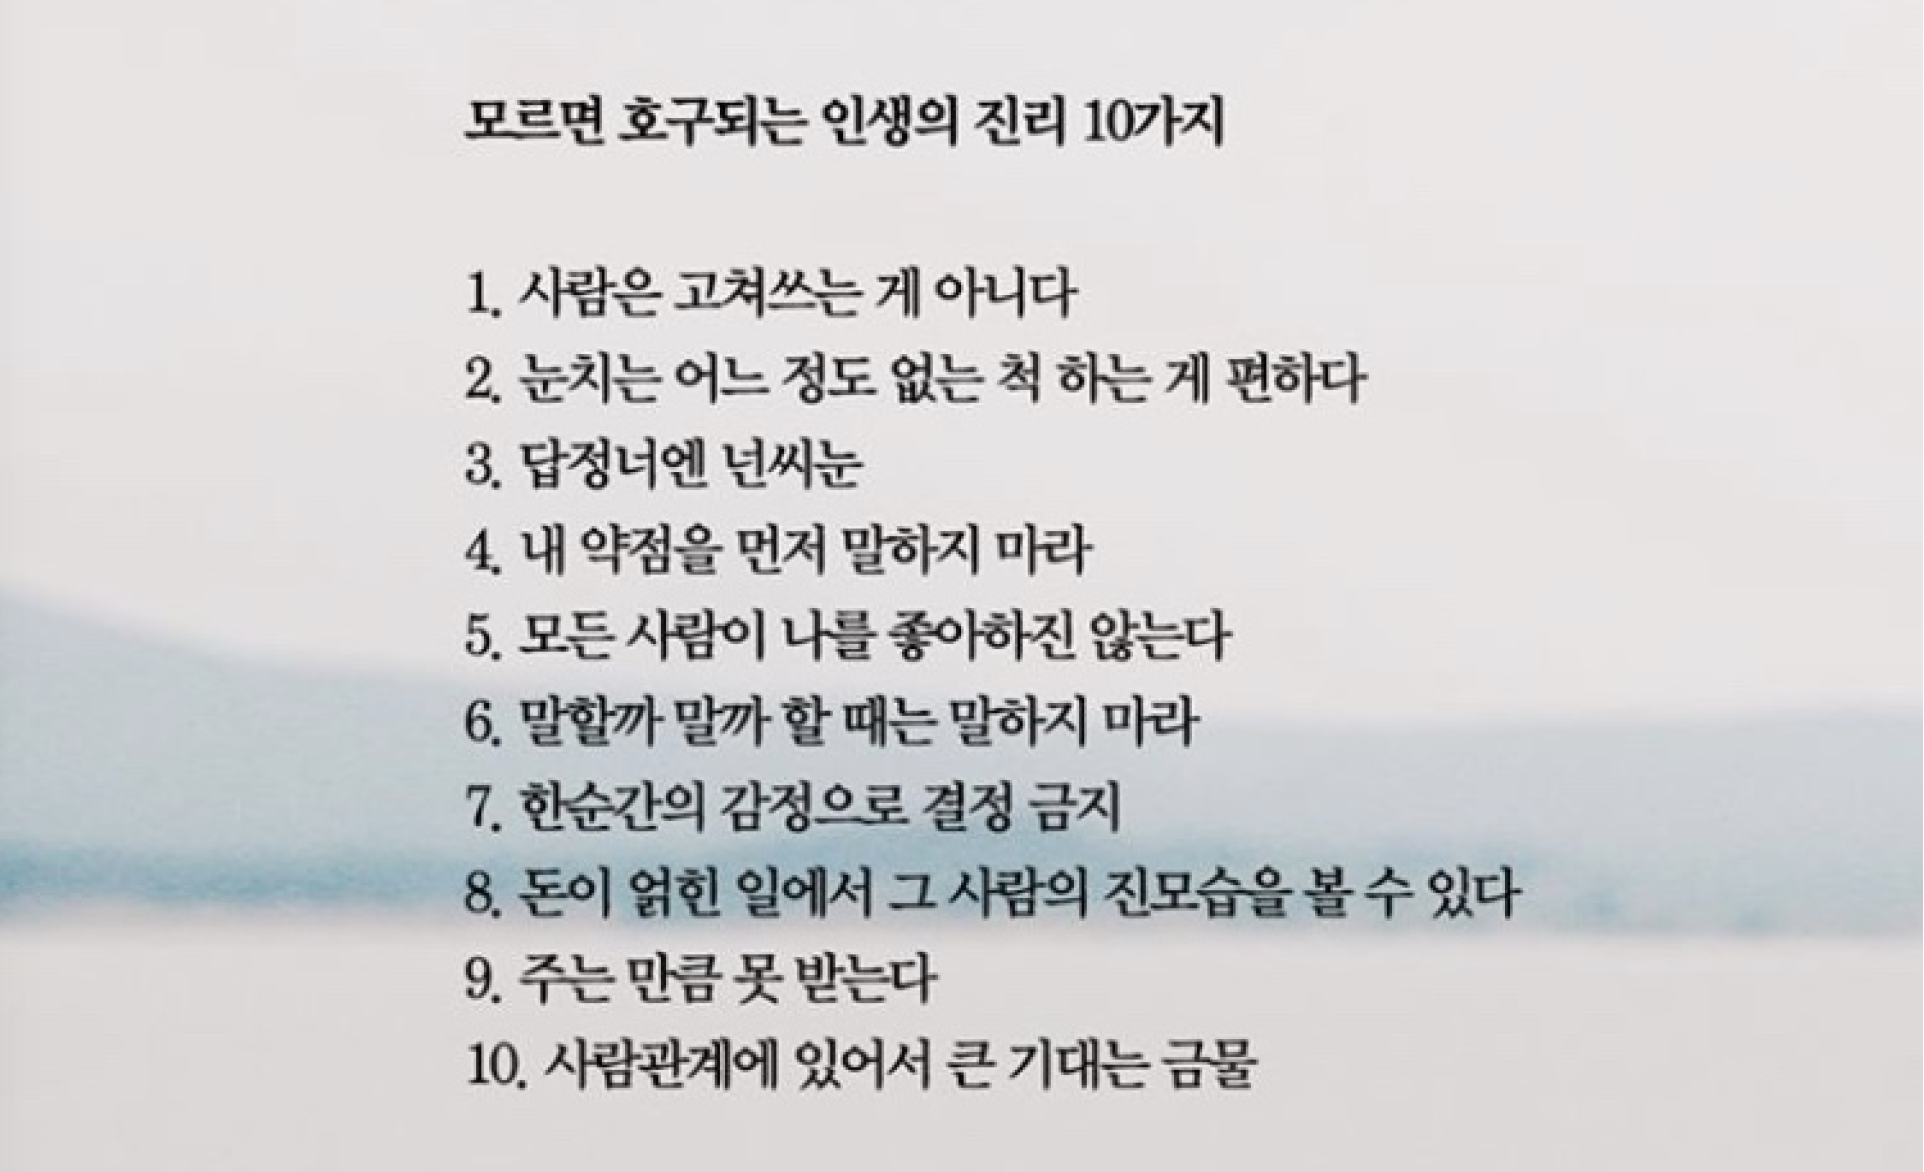 모르면 호구되는 인생의 진리 10가지
1. 사람은 고쳐쓰는 게 아니다
2. 눈치는 어느 정도 없는 척 하는 게 편하다
3. 답정너엔 넌씨눈
4. 내 약점을 먼저 말하지 마라
5. 모든 사람이 나를 좋아하진 않는다
6. 말할까 말까 할 때는 말하지 마라
7. 한순간의 감정으로 결정 금지
8. 돈이 얽힌 일에서 그 사람의 진모습을 볼 수 있다
9. 주는 만큼 못 받는다
10. 사람관계에 있어서 큰 기대는 금물